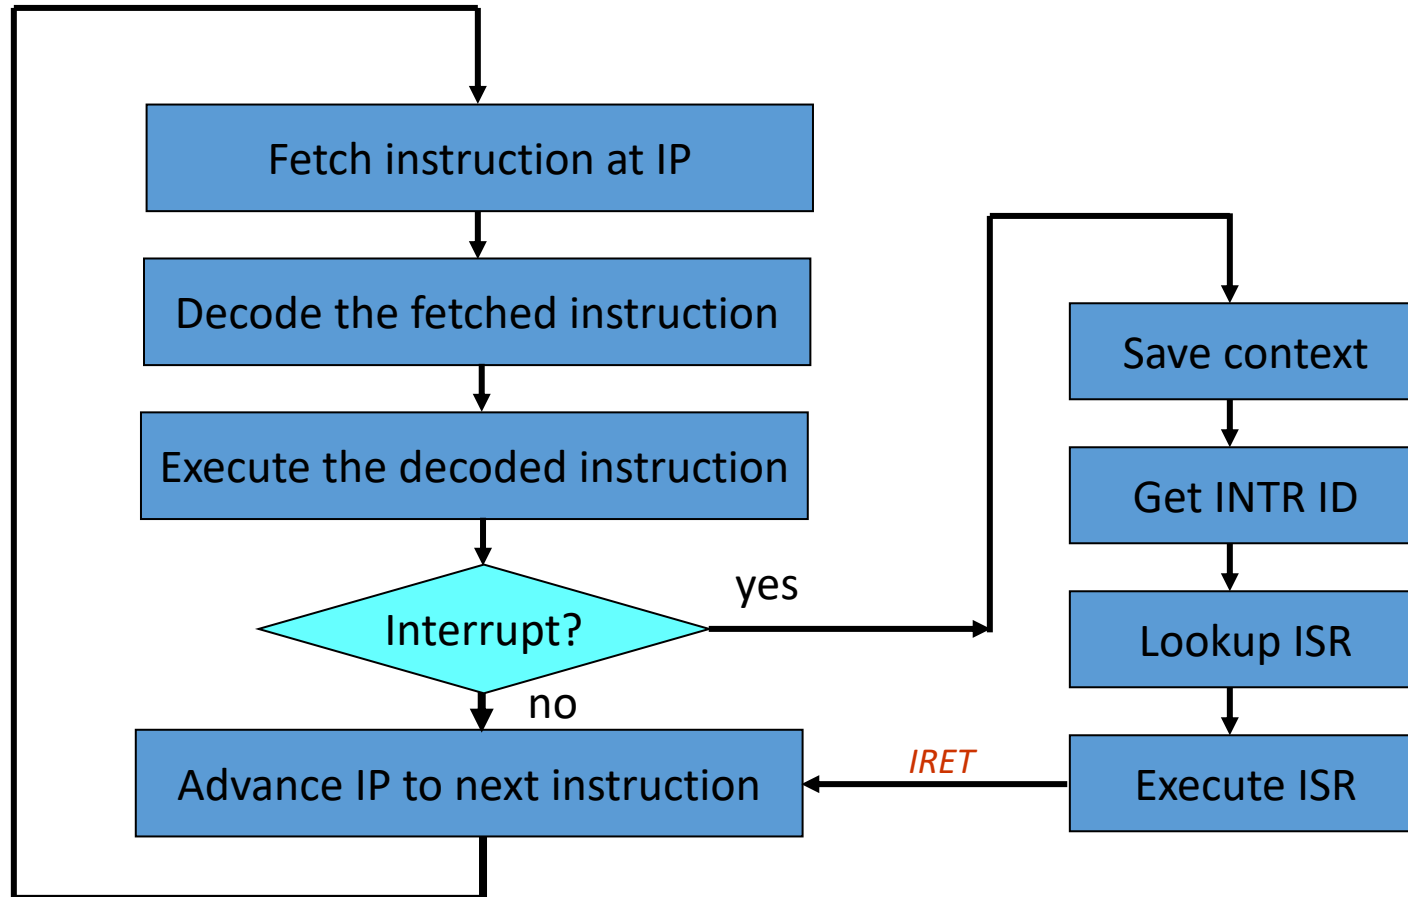 Fetch instruction at IP
Decode the fetched instruction
Execute the decoded instruction
Interrupt?
yes
no
Advance IP to next instruction
Save context
Get INTR ID
Lookup ISR
Execute ISR
IRET